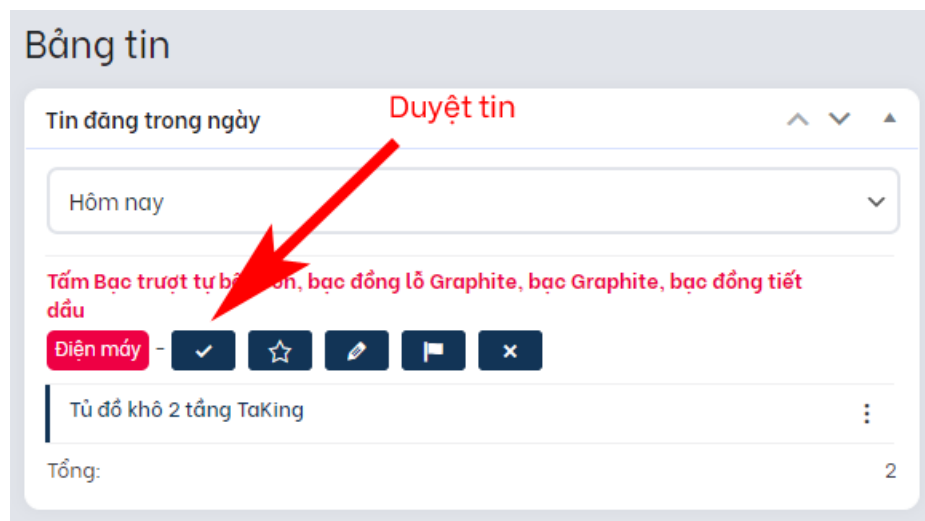 Bảng tin
Tin đăng trong ngày
Duyệt tin
Hôm nay
Tấm Bạc trượt tự , bạc đồng lỗ Graphite, bạc Graphite, bạc đồng tiết
dầu
Điện máy -
Tủ đồ khô 2 tầng TaKing
Tổng: 2